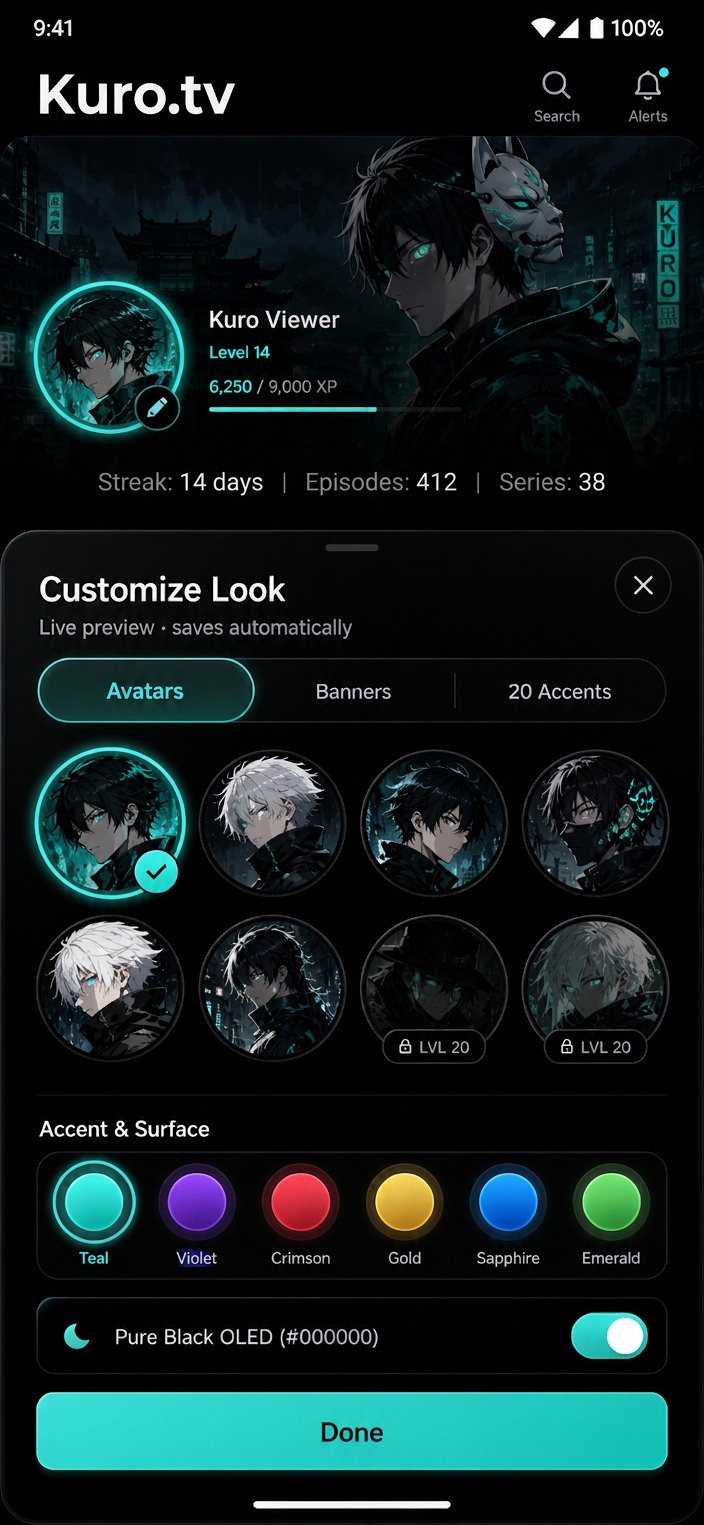 9:41
100%
Kuro.tv
Search
Alerts
KURO
黒
Kuro Viewer
Level 14
6,250 / 9,000 XP
Streak: 14 days | Episodes: 412 | Series: 38
Customize Look
Live preview · saves automatically
Avatars
Banners
20 Accents
LVL 20
LVL 20
Accent & Surface
Teal
Violet
Crimson
Gold
Sapphire
Emerald
Pure Black OLED (#000000)
Done